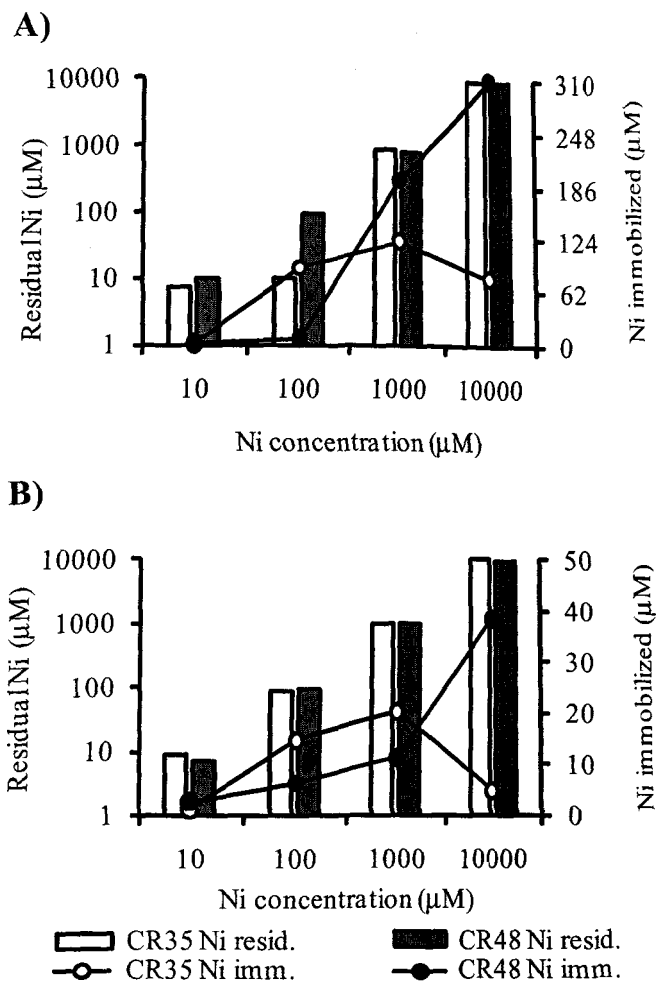 A)
Residual Ni (µM)
10000
1000
100
10
1
310
248
186
124
62
0
Ni immobilized (µM)
10 100 1000 10000
Ni concentration (µM)
B)
Residual Ni (µM)
10000
1000
100
10
1
50
40
30
20
10
0
Ni immobilized (µM)
10 100 1000 10000
Ni concentration (µM)
CR35 Ni resid. CR48 Ni resid.
CR35 Ni imm. CR48 Ni imm.